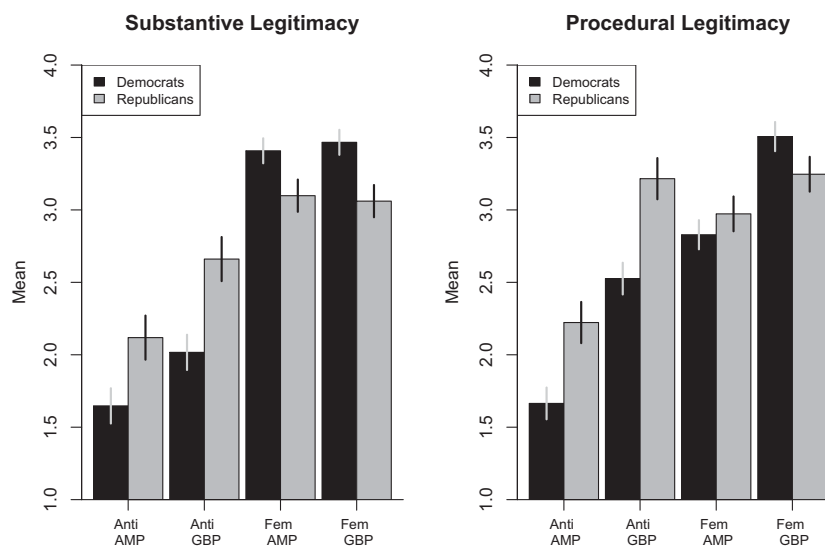 Substantive Legitimacy
Democrats
Republicans
Mean
4.0
3.5
3.0
2.5
2.0
1.5
1.0
Anti
AMP
Anti
GBP
Fem
AMP
Fem
GBP
Procedural Legitimacy
Democrats
Republicans
Mean
4.0
3.5
3.0
2.5
2.0
1.5
1.0
Anti
AMP
Anti
GBP
Fem
AMP
Fem
GBP